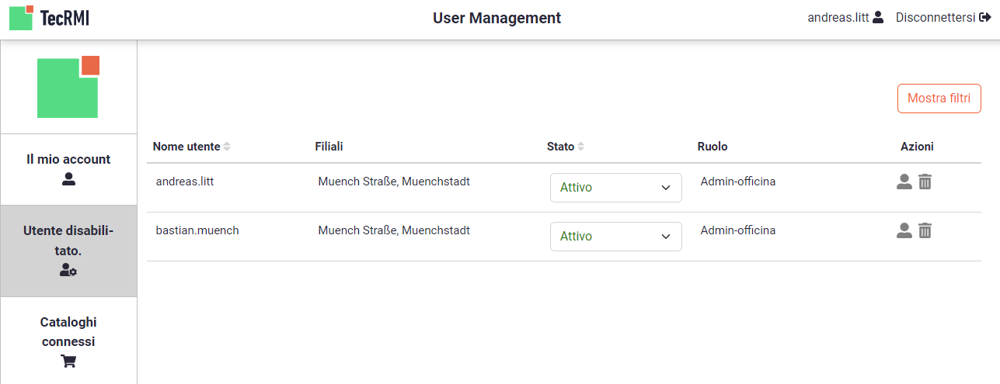 TecRMI
User Management
andreas.litt
Disconnettersi
Mostra filtri
Il mio account
Utente disabili-
tato.
Cataloghi
connessi
Nome utente Filiali Stato Ruolo Azioni
andreas.litt Muench Straße, Muenchstadt Attivo Admin-officina
bastian.muench Muench Straße, Muenchstadt Attivo Admin-officina